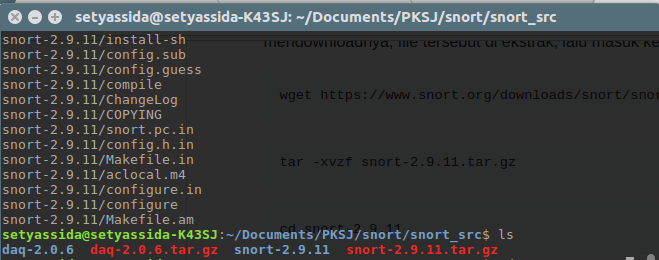 setyassida@setyassida-K43SJ: ~/Documents/PKSJ/snort/snort_src
snort-2.9.11/install-sh
mendownloadnya, file tersebut di ekstrak, lalu masuk ke
snort-2.9.11/config.sub
snort-2.9.11/config.guess
snort-2.9.11/compile
wget https://www.snort.org/downloads/snort/snor
snort-2.9.11/ChangeLog
snort-2.9.11/COPYING
snort-2.9.11/snort.pc.in
snort-2.9.11/config.h.in
snort-2.9.11/Makefile.in
tar -xvzf snort-2.9.11.tar.gz
snort-2.9.11/aclocal.m4
snort-2.9.11/configure.in
snort-2.9.11/configure
snort-2.9.11/Makefile.am
cd snort-2.9.11
setyassida@setyassida-K43SJ:~/Documents/PKSJ/snort/snort_src$ ls
daq-2.0.6 daq-2.0.6.tar.gz snort-2.9.11 snort-2.9.11.tar.gz